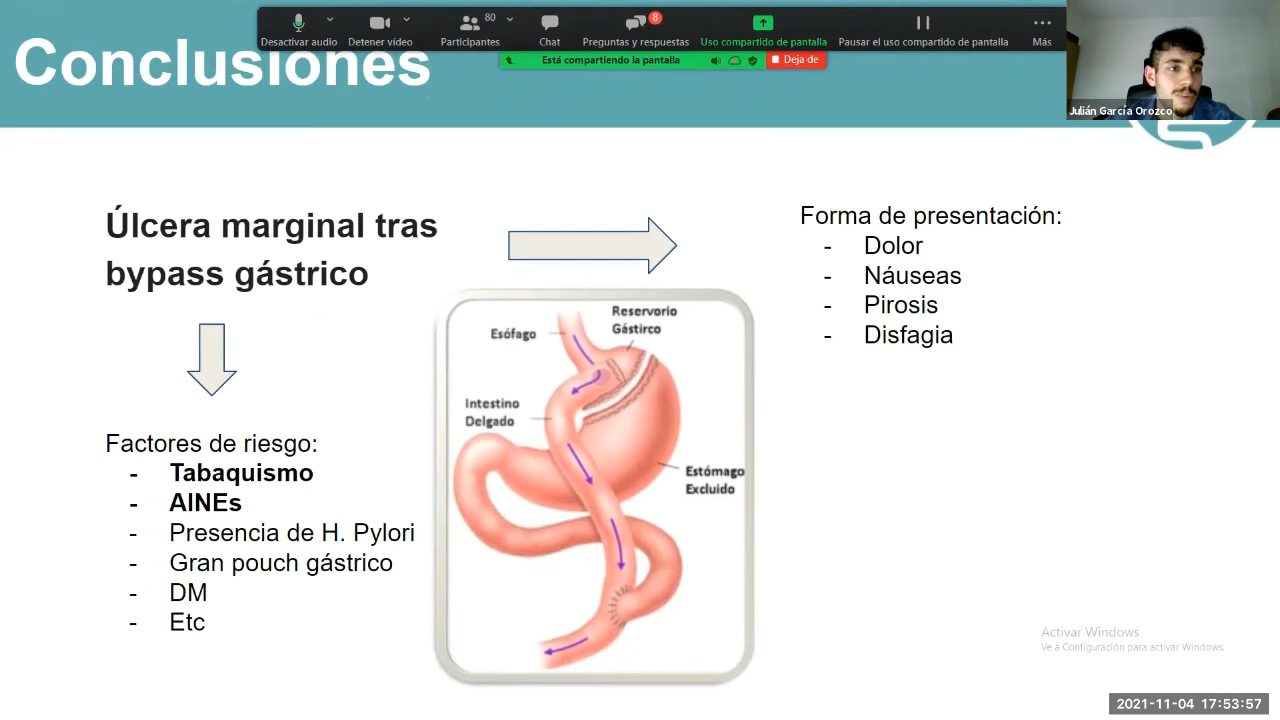 80
8
Desactivar audio
Detener vídeo
Participantes
Chat
Preguntas y respuestas
Uso compartido de pantalla
Pausar el uso compartido de pantalla
Más
Está compartiendo la pantalla
Deja de
Julián García Orozco
Conclusiones
Úlcera marginal tras
bypass gástrico
Forma de presentación:
- Dolor
- Náuseas
- Pirosis
- Disfagia
Reservorio
Gástirco
Esófago
Intestino
Delgado
Estómago
Excluido
Factores de riesgo:
- Tabaquismo
- AINEs
- Presencia de H. Pylori
- Gran pouch gástrico
- DM
- Etc
Activar Windows
Ve a Configuración para activar Windows.
2021-11-04 17:53:57